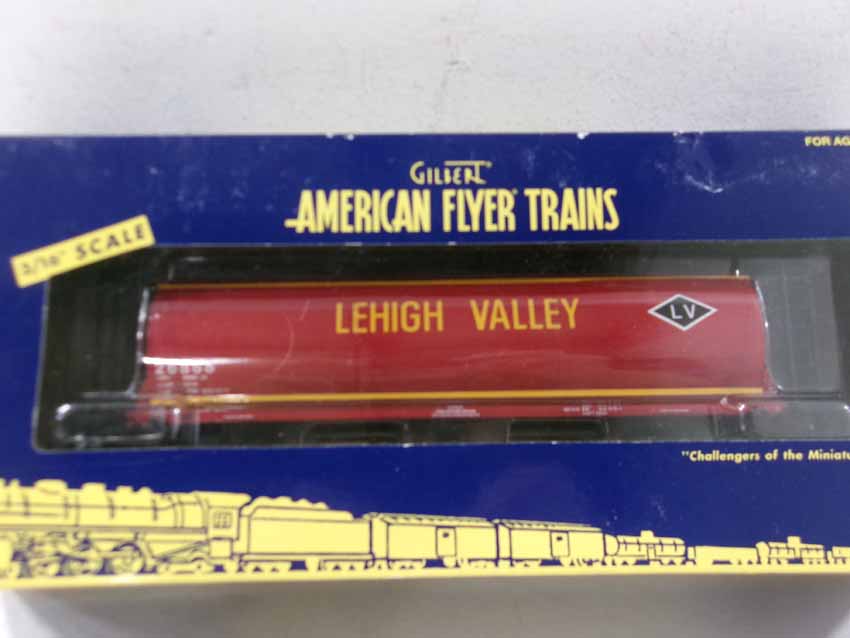 FOR AG
GILBERT
AMERICAN FLYER TRAINS
3/16" SCALE
LEHIGH VALLEY
LV
"Challengers of the Miniatu